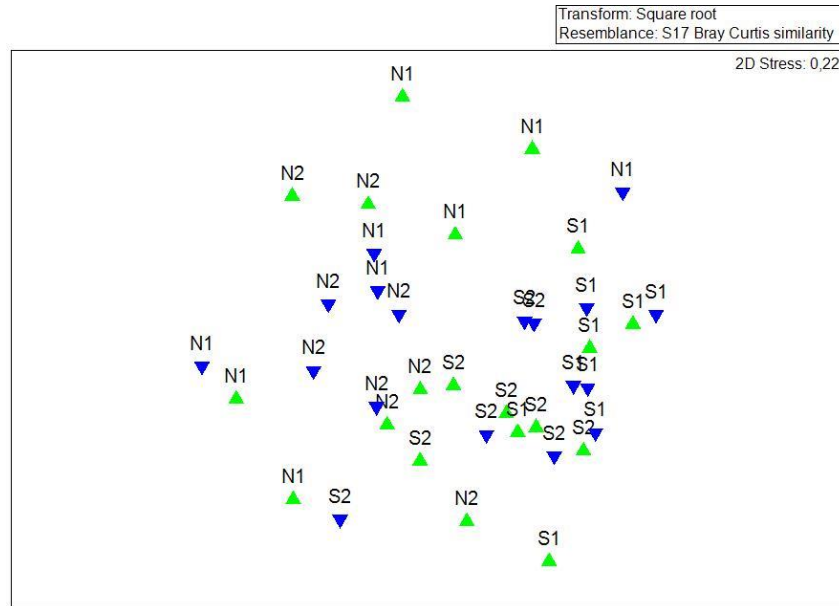 Transform: Square root
Resemblance: S17 Bray Curtis similarity
2D Stress: 0,22
N1
N1
N1
N2
N2
N1
S1
N1
N1
N2
N2
S2
S2
S1
S1
S1
S1
N1
N2
N1
N2
S2
S1
S1
N2
N2
S2
S2
S1
S2
S1
S2
S2
S2
N1
S2
N2
S1